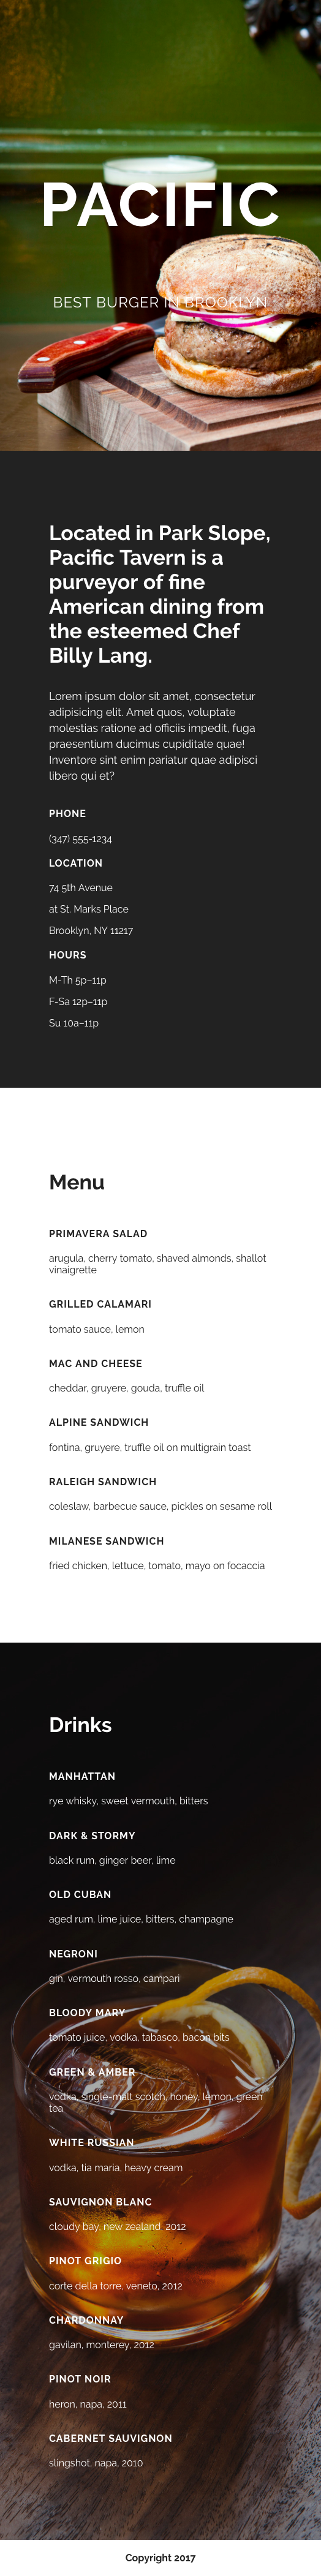 PACIFIC
BEST BURGER IN BROOKLYN
Located in Park Slope,
Pacific Tavern is a
purveyor of fine
American dining from
the esteemed Chef
Billy Lang.
Lorem ipsum dolor sit amet, consectetur
adipisicing elit. Amet quos, voluptate
molestias ratione ad officiis impedit, fuga
praesentium ducimus cupiditate quae!
Inventore sint enim pariatur quae adipisci
libero qui et?
PHONE
(347) 555-1234
LOCATION
74 5th Avenue
at St. Marks Place
Brooklyn, NY 11217
HOURS
M-Th 5p–11p
F-Sa 12p–11p
Su 10a–11p
Menu
PRIMAVERA SALAD
arugula, cherry tomato, shaved almonds, shallot
vinaigrette
GRILLED CALAMARI
tomato sauce, lemon
MAC AND CHEESE
cheddar, gruyere, gouda, truffle oil
ALPINE SANDWICH
fontina, gruyere, truffle oil on multigrain toast
RALEIGH SANDWICH
coleslaw, barbecue sauce, pickles on sesame roll
MILANESE SANDWICH
fried chicken, lettuce, tomato, mayo on focaccia
Drinks
MANHATTAN
rye whisky, sweet vermouth, bitters
DARK & STORMY
black rum, ginger beer, lime
OLD CUBAN
aged rum, lime juice, bitters, champagne
NEGRONI
gin, vermouth rosso, campari
BLOODY MARY
tomato juice, vodka, tabasco, bacon bits
GREEN & AMBER
vodka, single-malt scotch, honey, lemon, green
tea
WHITE RUSSIAN
vodka, tia maria, heavy cream
SAUVIGNON BLANC
cloudy bay, new zealand 2012
PINOT GRIGIO
corte della torre, veneto, 2012
CHARDONNAY
gavilan, monterey, 2012
PINOT NOIR
heron, napa, 2011
CABERNET SAUVIGNON
slingshot, napa, 2010
Copyright 2017